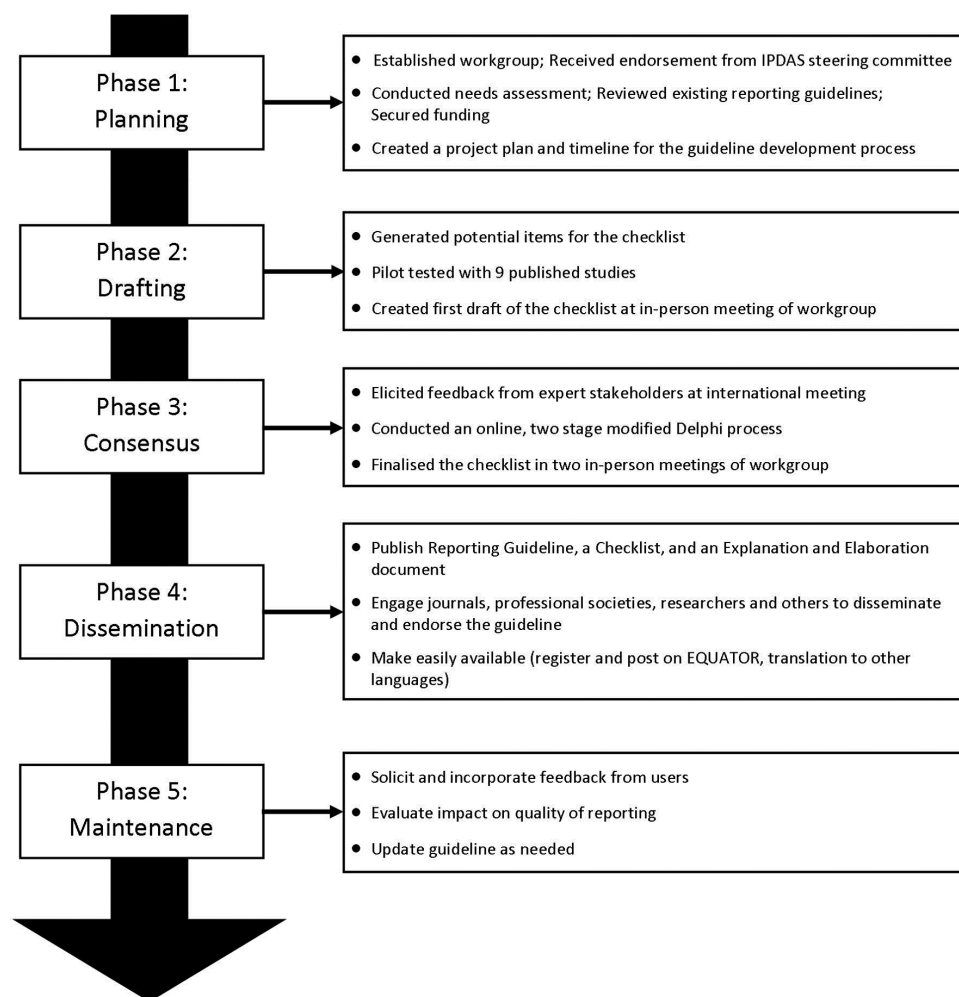 Phase 1:
Planning
● Established workgroup; Received endorsement from IPDAS steering committee
● Conducted needs assessment; Reviewed existing reporting guidelines;
Secured funding
● Created a project plan and timeline for the guideline development process
Phase 2:
Drafting
● Generated potential items for the checklist
● Pilot tested with 9 published studies
● Created first draft of the checklist at in-person meeting of workgroup
Phase 3:
Consensus
● Elicited feedback from expert stakeholders at international meeting
● Conducted an online, two stage modified Delphi process
● Finalised the checklist in two in-person meetings of workgroup
Phase 4:
Dissemination
● Publish Reporting Guideline, a Checklist, and an Explanation and Elaboration
document
● Engage journals, professional societies, researchers and others to disseminate
and endorse the guideline
● Make easily available (register and post on EQUATOR, translation to other
languages)
Phase 5:
Maintenance
● Solicit and incorporate feedback from users
● Evaluate impact on quality of reporting
● Update guideline as needed